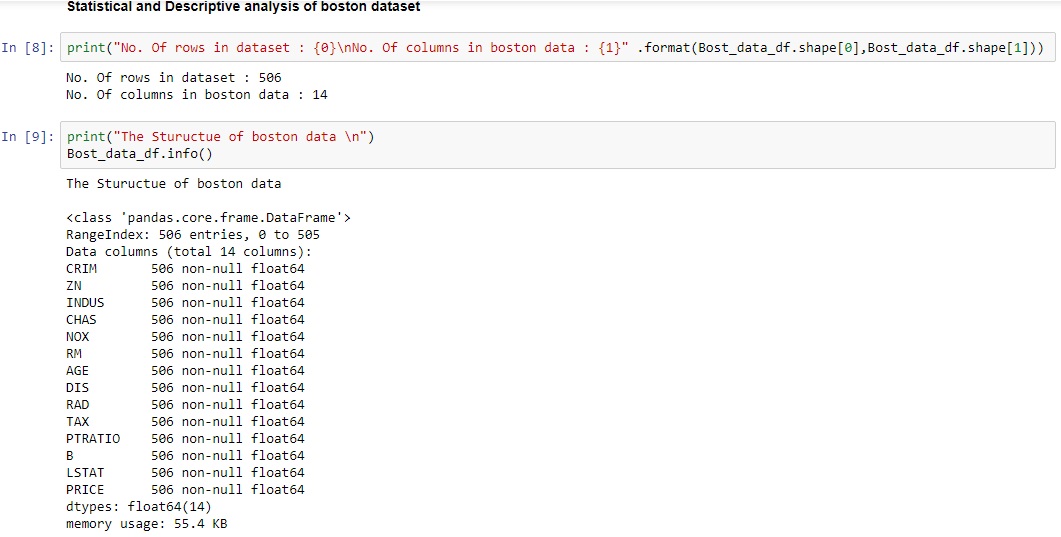 Statistical and Descriptive analysis of boston dataset
In [8]: print("No. Of rows in dataset : {0}\nNo. Of columns in boston data : {1}" .format(Bost_data_df.shape[0],Bost_data_df.shape[1]))
No. Of rows in dataset : 506
No. Of columns in boston data : 14
In [9]: print("The Stuructue of boston data \n")
Bost_data_df.info()
The Stuructue of boston data
<class 'pandas.core.frame.DataFrame'>
RangeIndex: 506 entries, 0 to 505
Data columns (total 14 columns):
CRIM 506 non-null float64
ZN 506 non-null float64
INDUS 506 non-null float64
CHAS 506 non-null float64
NOX 506 non-null float64
RM 506 non-null float64
AGE 506 non-null float64
DIS 506 non-null float64
RAD 506 non-null float64
TAX 506 non-null float64
PTRATIO 506 non-null float64
B 506 non-null float64
LSTAT 506 non-null float64
PRICE 506 non-null float64
dtypes: float64(14)
memory usage: 55.4 KB